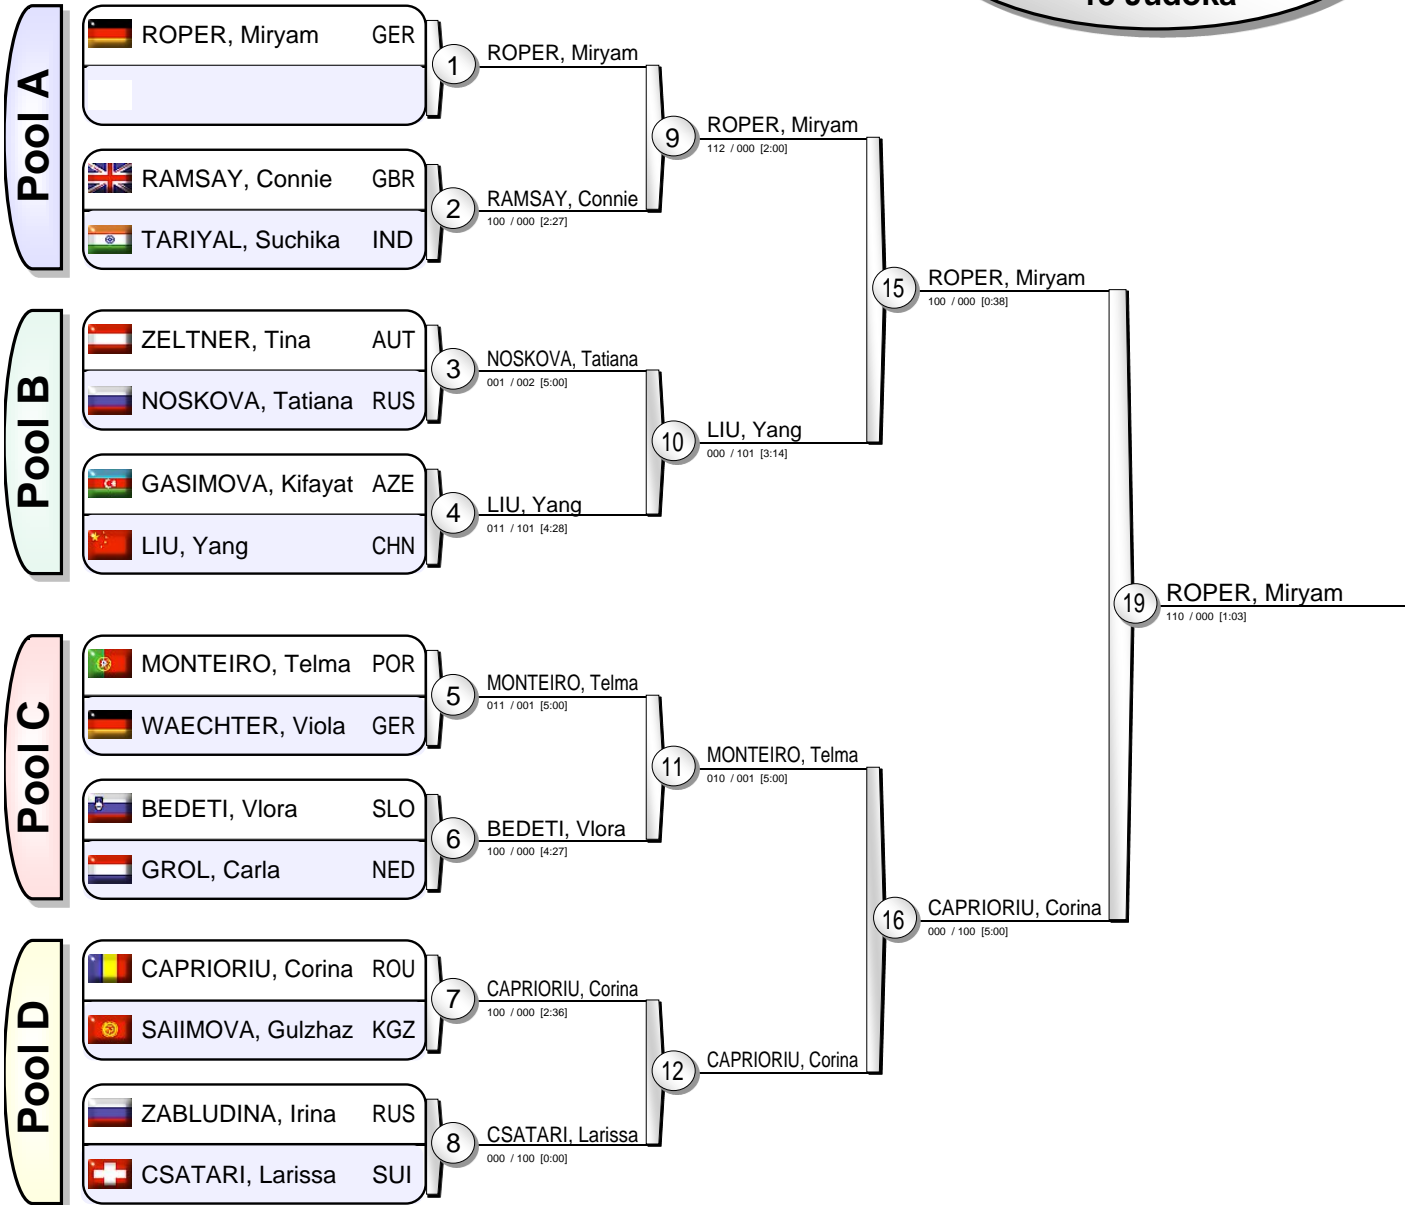 15 Judoka
Pool A
ROPER, Miryam GER
RAMSAY, Connie GBR
TARIYAL, Suchika IND
Pool B
ZELTNER, Tina AUT
NOSKOVA, Tatiana RUS
GASIMOVA, Kifayat AZE
LIU, Yang CHN
Pool C
MONTEIRO, Telma POR
WAECHTER, Viola GER
BEDETI, Vlora SLO
GROL, Carla NED
Pool D
CAPRIORIU, Corina ROU
SAIIMOVA, Gulzhaz KGZ
ZABLUDINA, Irina RUS
CSATARI, Larissa SUI
1
ROPER, Miryam
2
RAMSAY, Connie
100 / 000 [2:27]
3
NOSKOVA, Tatiana
001 / 002 [5:00]
4
LIU, Yang
011 / 101 [4:28]
5
MONTEIRO, Telma
011 / 001 [5:00]
6
BEDETI, Vlora
100 / 000 [4:27]
7
CAPRIORIU, Corina
100 / 000 [2:36]
8
CSATARI, Larissa
000 / 100 [0:00]
9
ROPER, Miryam
112 / 000 [2:00]
10
LIU, Yang
000 / 101 [3:14]
11
MONTEIRO, Telma
010 / 001 [5:00]
12
CAPRIORIU, Corina
15
ROPER, Miryam
100 / 000 [0:38]
16
CAPRIORIU, Corina
000 / 100 [5:00]
19
ROPER, Miryam
110 / 000 [1:03]